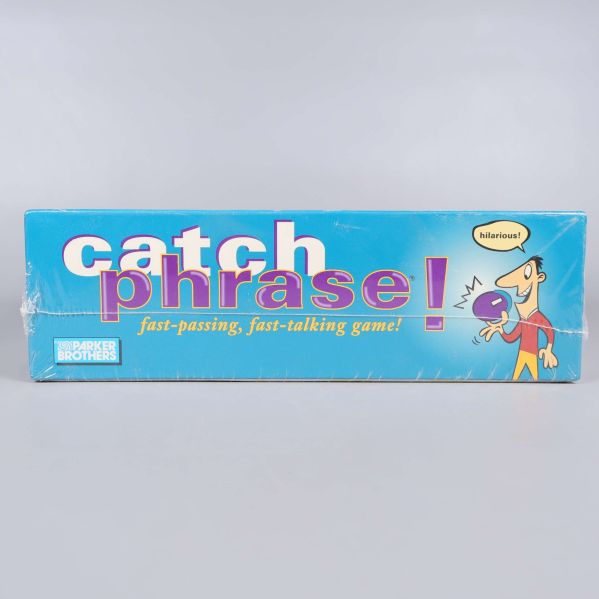 hilarious!
catch
phrase!
fast-passing, fast-talking game!
PARKER
BROTHERS